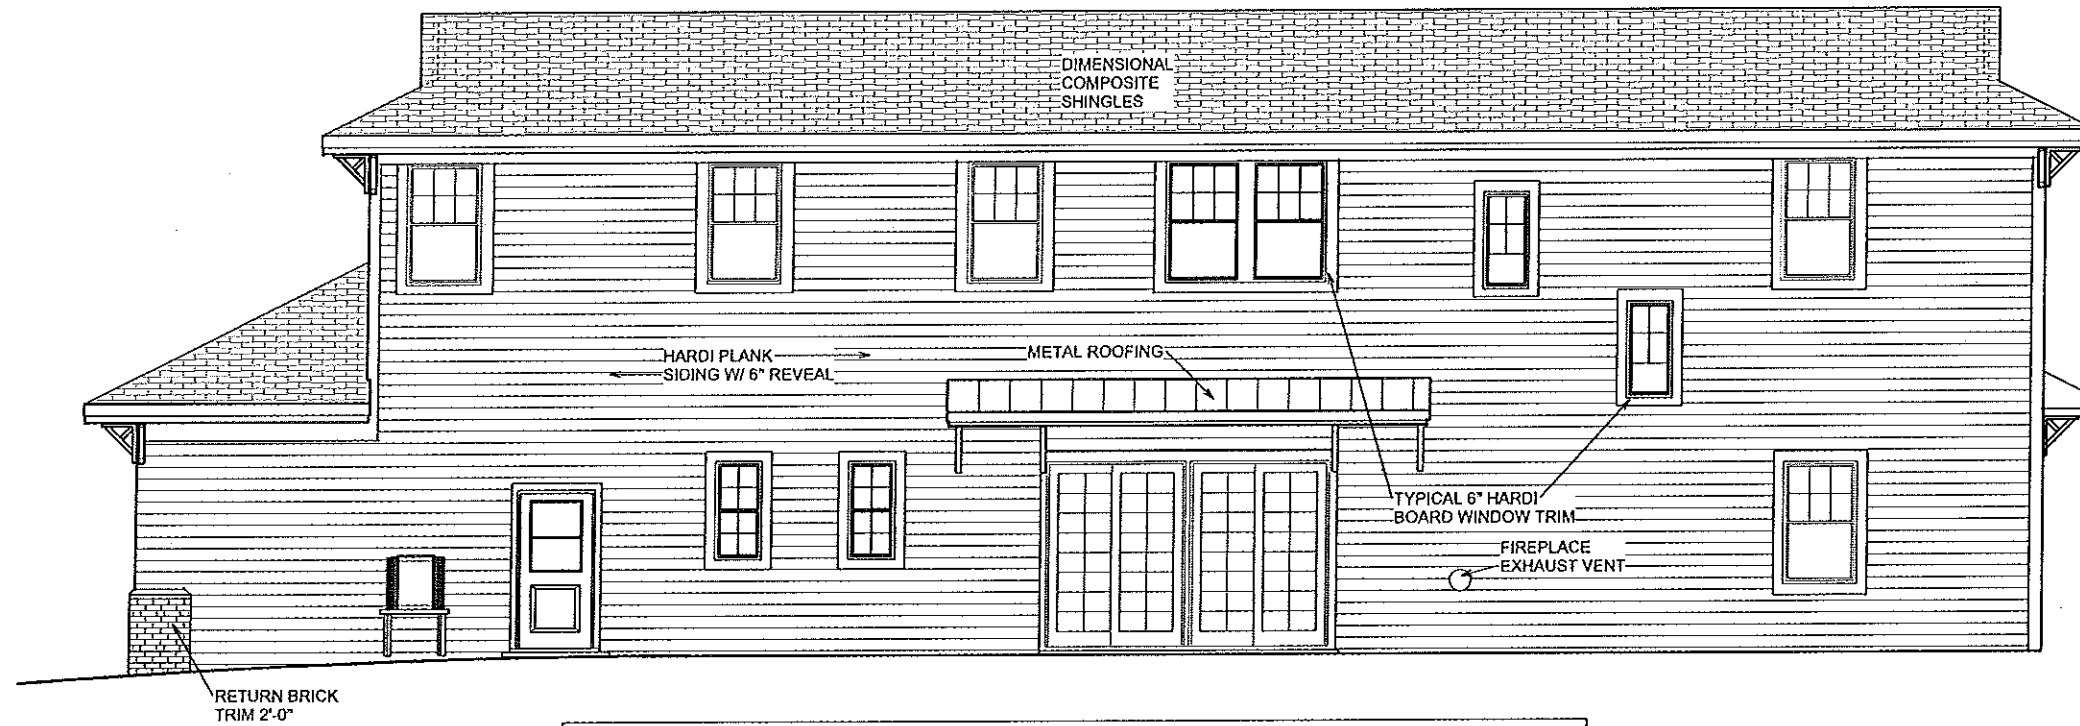 DIMENSIONAL
COMPOSITE
SHINGLES
HARDI PLANK
SIDING W/ 6" REVEAL
METAL ROOFING
TYPICAL 6" HARDI
BOARD WINDOW TRIM
FIREPLACE
EXHAUST VENT
RETURN BRICK
TRIM 2'-0"